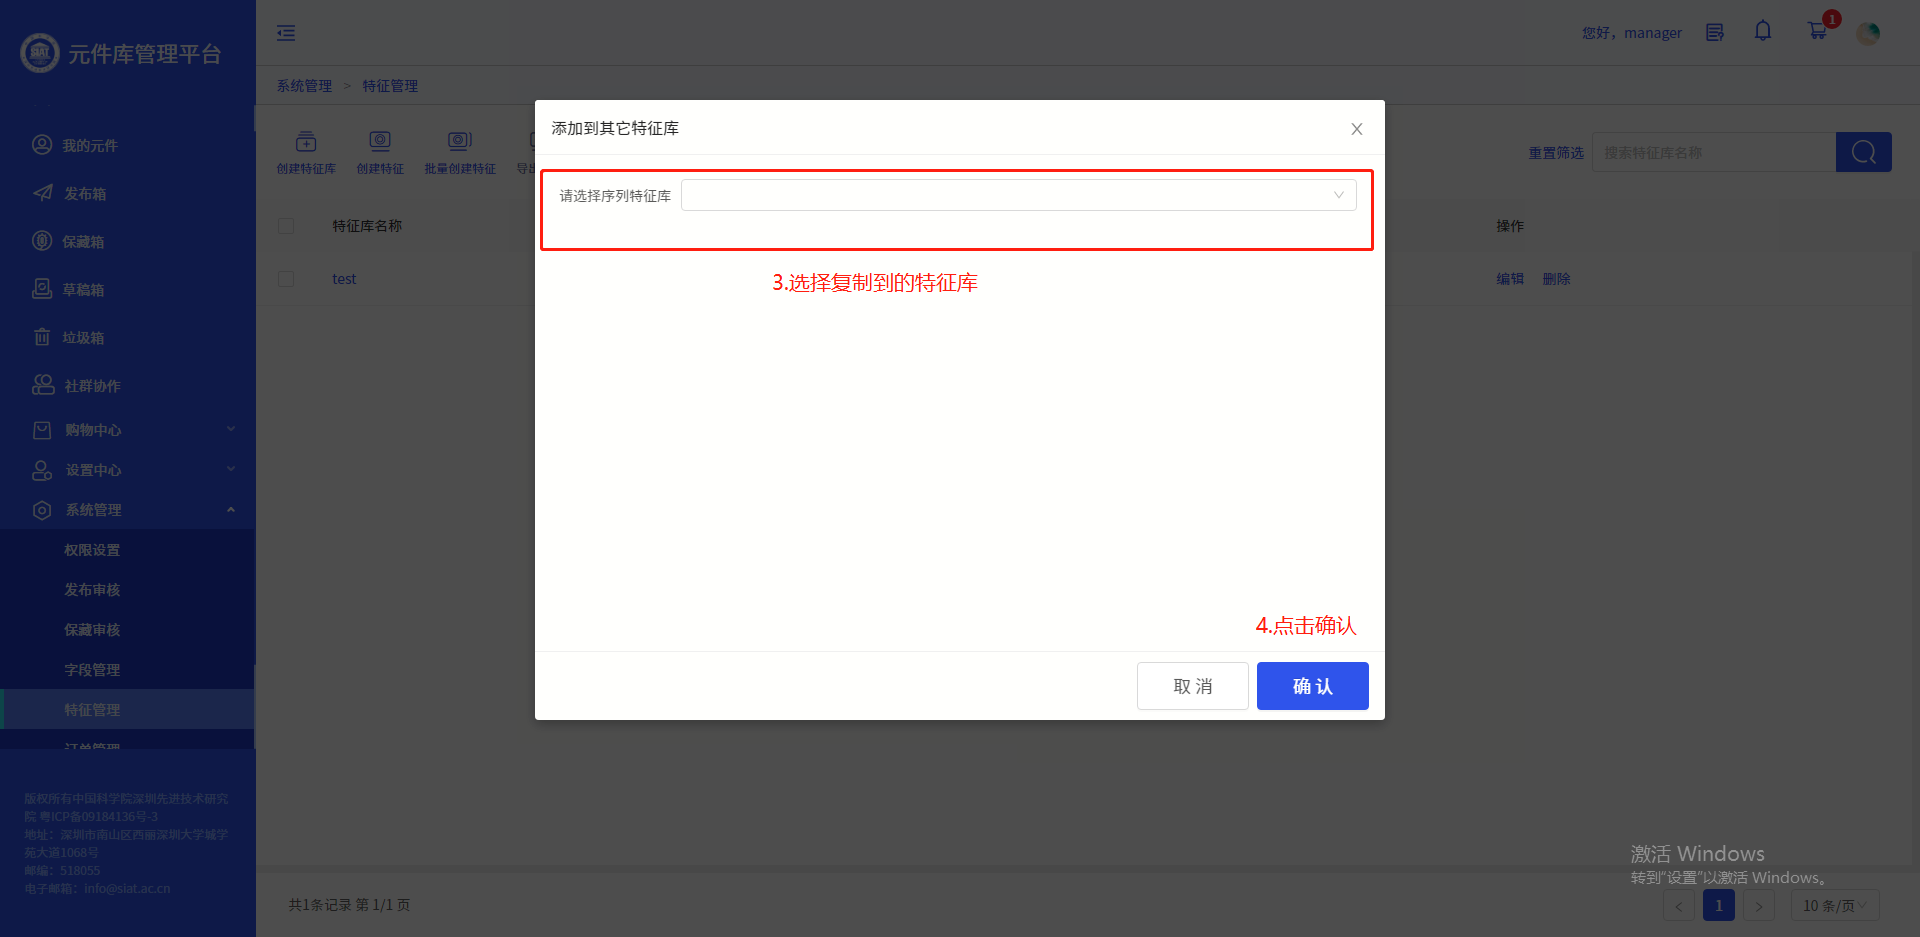 元件库管理平台
我的元件
发布箱
保藏箱
草稿箱
垃圾箱
社群协作
购物中心
设置中心
系统管理
权限设置
发布审核
保藏审核
字段管理
特征管理
订单管理
版权所有中国科学院深圳先进技术研究
院 粤ICP备09184136号-3
地址：深圳市南山区西丽深圳大学城学
苑大道1068号
邮编：518055
电子邮箱：info@siat.ac.cn
您好，manager
1
系统管理 > 特征管理
创建特征库 创建特征 批量创建特征 导出
重置筛选 搜索特征库名称
特征库名称 操作
test 编辑 删除
添加到其它特征库
请选择序列特征库
3.选择复制到的特征库
4.点击确认
取 消 确 认
激活 Windows
转到"设置"以激活 Windows。
共1条记录 第 1/1 页
< 1 > 10 条/页